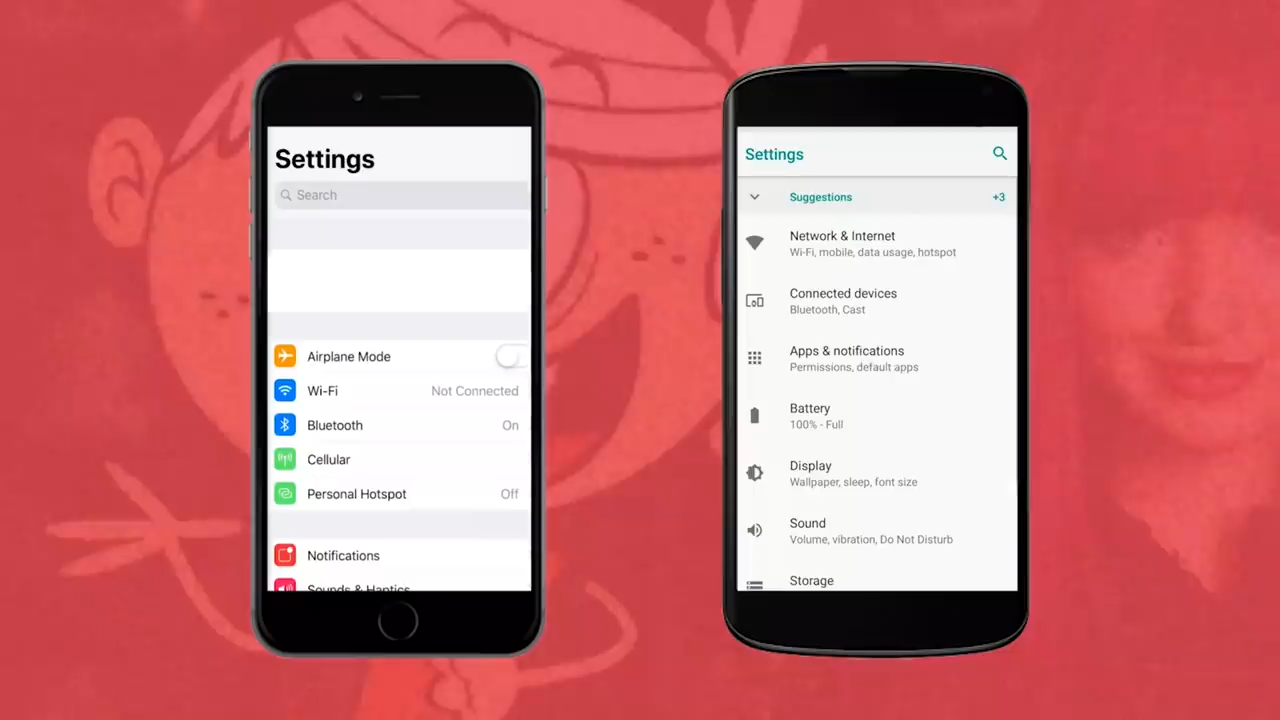 Settings
Search
Airplane Mode
Wi-Fi Not Connected
Bluetooth On
Cellular
Personal Hotspot Off
Notifications
Sounds & Haptics
Settings
Suggestions +3
Network & Internet
Wi-Fi, mobile, data usage, hotspot
Connected devices
Bluetooth, Cast
Apps & notifications
Permissions, default apps
Battery
100% - Full
Display
Wallpaper, sleep, font size
Sound
Volume, vibration, Do Not Disturb
Storage